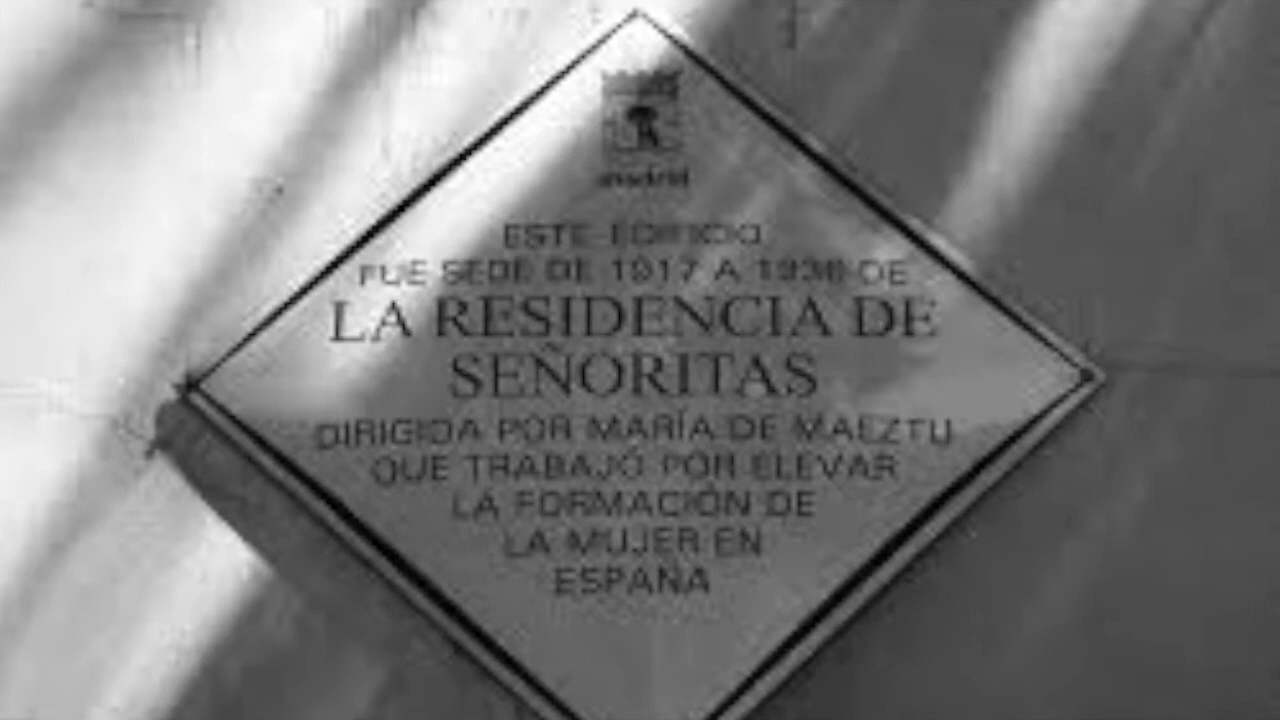 madrid
ESTE EDIFICIO
FUE SEDE DE 1917 A 1936 DE
LA RESIDENCIA DE
SEÑORITAS
DIRIGIDA POR MARÍA DE MAEZTU
QUE TRABAJÓ POR ELEVAR
LA FORMACIÓN DE
LA MUJER EN
ESPAÑA